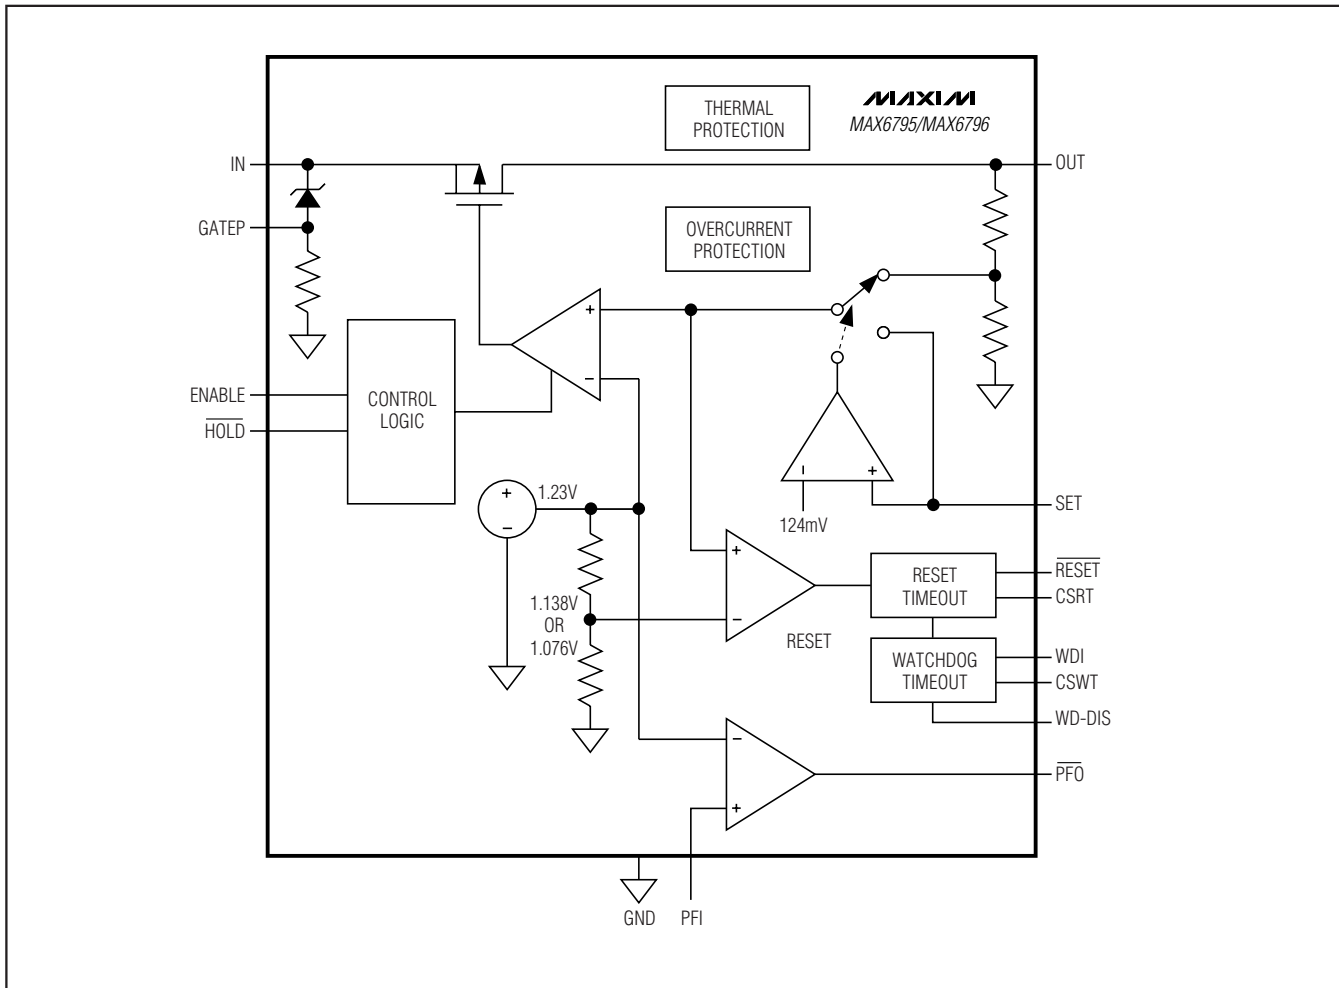 THERMAL
PROTECTION
MAXIM
MAX6795/MAX6796
IN
OUT
GATEP
OVERCURRENT
PROTECTION
+
−
ENABLE
HOLD
CONTROL
LOGIC
+
−
1.23V
−
+
124mV
SET
+
−
RESET
1.138V
OR
1.076V
RESET
TIMEOUT
RESET
CSRT
WATCHDOG
TIMEOUT
WDI
CSWT
WD-DIS
−
+
PFO
GND
PFI